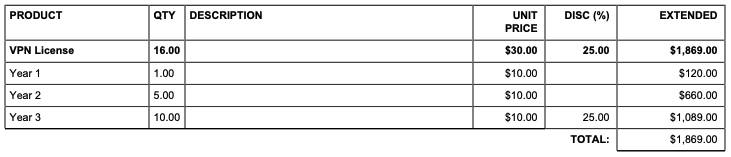 PRODUCT QTY DESCRIPTION UNIT PRICE DISC (%) EXTENDED
VPN License 16.00 $30.00 25.00 $1,869.00
Year 1 1.00 $10.00 $120.00
Year 2 5.00 $10.00 $660.00
Year 3 10.00 $10.00 25.00 $1,089.00
TOTAL: $1,869.00